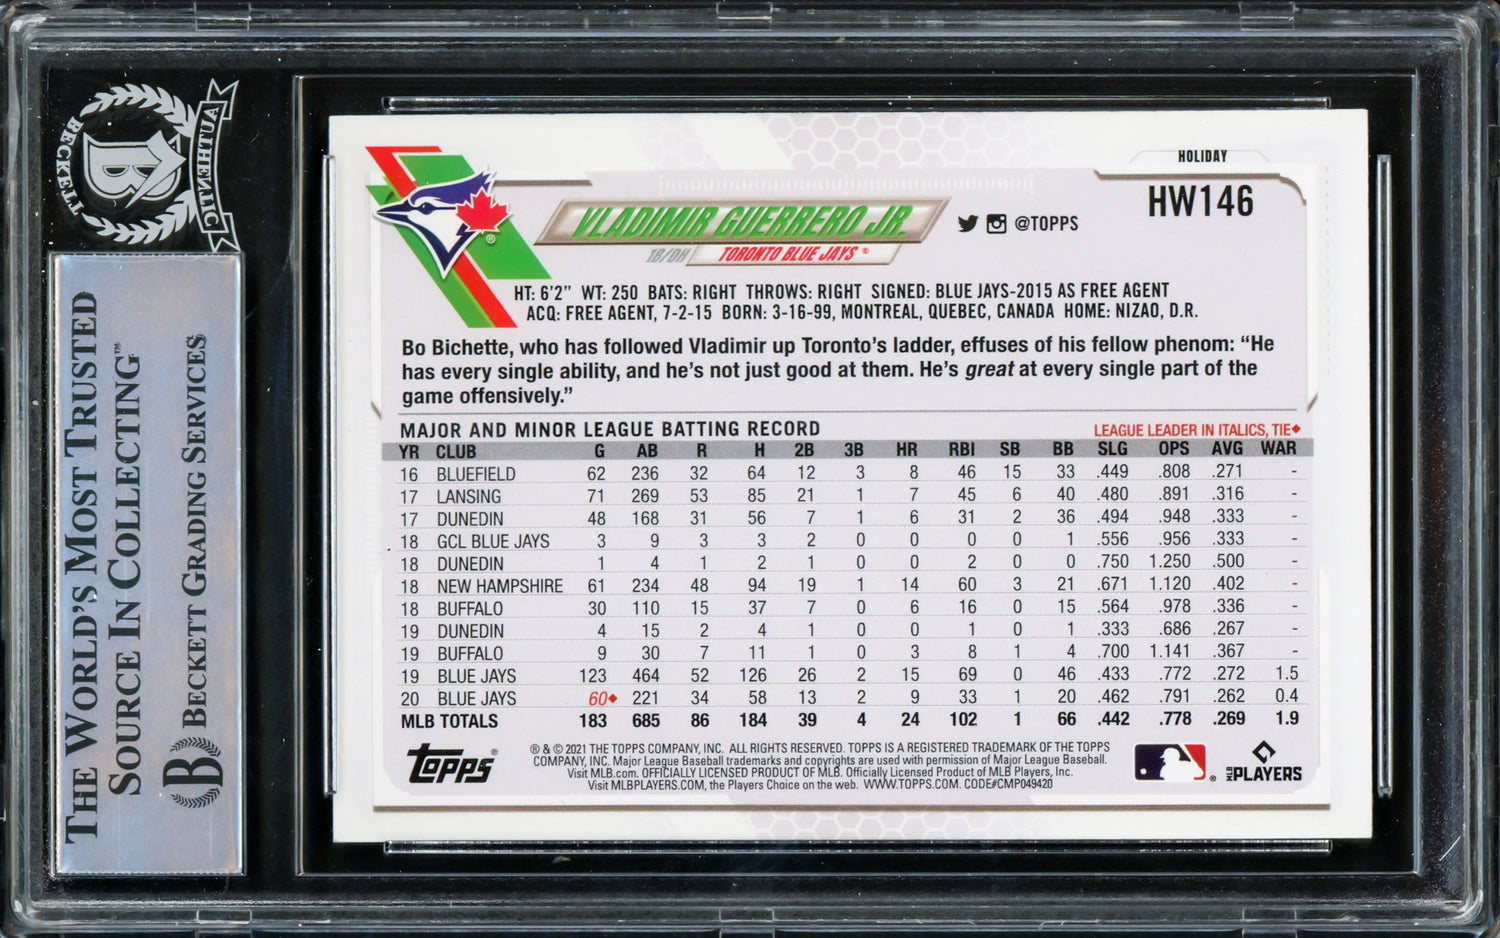 BECKETT
AUTHENTIC
B
THE WORLD'S MOST TRUSTED
SOURCE IN COLLECTING™
BECKETT GRADING SERVICES
HOLIDAY
HW146
VLADIMIR GUERRERO JR.
@TOPPS
1B/DH TORONTO BLUE JAYS ®
HT: 6'2" WT: 250 BATS: RIGHT THROWS: RIGHT SIGNED: BLUE JAYS-2015 AS FREE AGENT
ACQ: FREE AGENT, 7-2-15 BORN: 3-16-99, MONTREAL, QUEBEC, CANADA HOME: NIZAO, D.R.
Bo Bichette, who has followed Vladimir up Toronto's ladder, effuses of his fellow phenom: “He
has every single ability, and he's not just good at them. He's great at every single part of the
game offensively.”
MAJOR AND MINOR LEAGUE BATTING RECORD LEAGUE LEADER IN ITALICS, TIE◆
YR CLUB G AB R H 2B 3B HR RBI SB BB SLG OPS AVG WAR
16 BLUEFIELD 62 236 32 64 12 3 8 46 15 33 .449 .808 .271 -
17 LANSING 71 269 53 85 21 1 7 45 6 40 .480 .891 .316 -
17 DUNEDIN 48 168 31 56 7 1 6 31 2 36 .494 .948 .333 -
18 GCL BLUE JAYS 3 9 3 3 2 0 0 0 0 1 .556 .956 .333 -
18 DUNEDIN 1 4 1 2 1 0 0 2 0 0 .750 1.250 .500 -
18 NEW HAMPSHIRE 61 234 48 94 19 1 14 60 3 21 .671 1.120 .402 -
18 BUFFALO 30 110 15 37 7 0 6 16 0 15 .564 .978 .336 -
19 DUNEDIN 4 15 2 4 1 0 0 1 0 1 .333 .686 .267 -
19 BUFFALO 9 30 7 11 1 0 3 8 1 4 .700 1.141 .367 -
19 BLUE JAYS 123 464 52 126 26 2 15 69 0 46 .433 .772 .272 1.5
20 BLUE JAYS 60◆ 221 34 58 13 2 9 33 1 20 .462 .791 .262 0.4
MLB TOTALS 183 685 86 184 39 4 24 102 1 66 .442 .778 .269 1.9
TOPPS®
® & © 2021 THE TOPPS COMPANY, INC. ALL RIGHTS RESERVED. TOPPS IS A REGISTERED TRADEMARK OF THE TOPPS
COMPANY, INC. Major League Baseball trademarks and copyrights are used with permission of Major League Baseball.
Visit MLB.com. OFFICIALLY LICENSED PRODUCT OF MLB. Officially Licensed Product of MLB Players, Inc.
Visit MLBPLAYERS.COM, the Players Choice on the web. WWW.TOPPS.COM. CODE#CMP049420
MLB PLAYERS